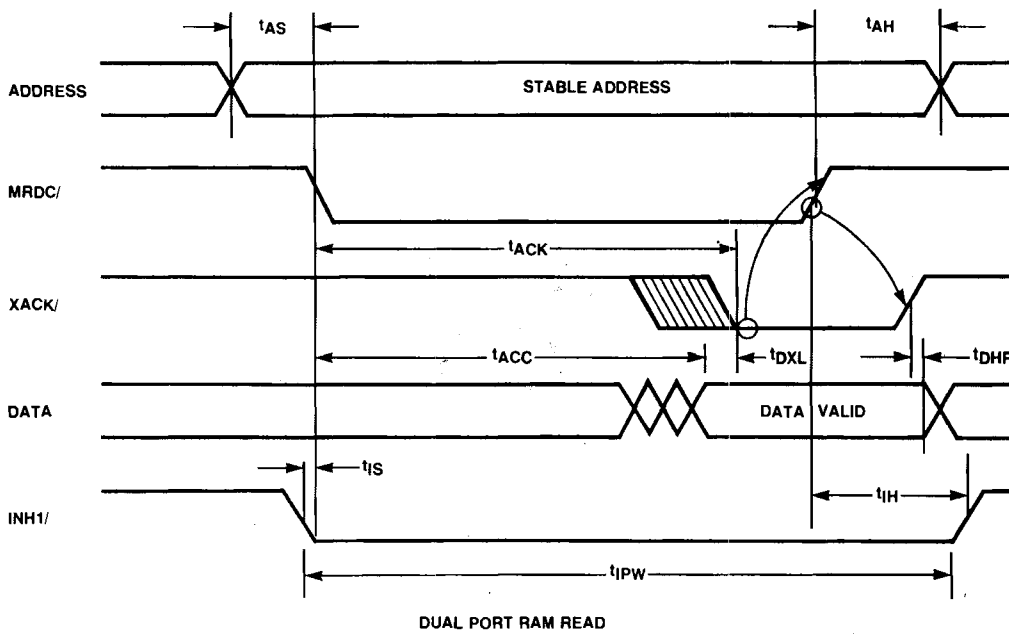 tAS
tAH
ADDRESS
STABLE ADDRESS
MRDC/
tACK
XACK/
tACC
tDXL
tDHR
DATA
DATA VALID
tIS
tIH
INH1/
tIPW
DUAL PORT RAM READ